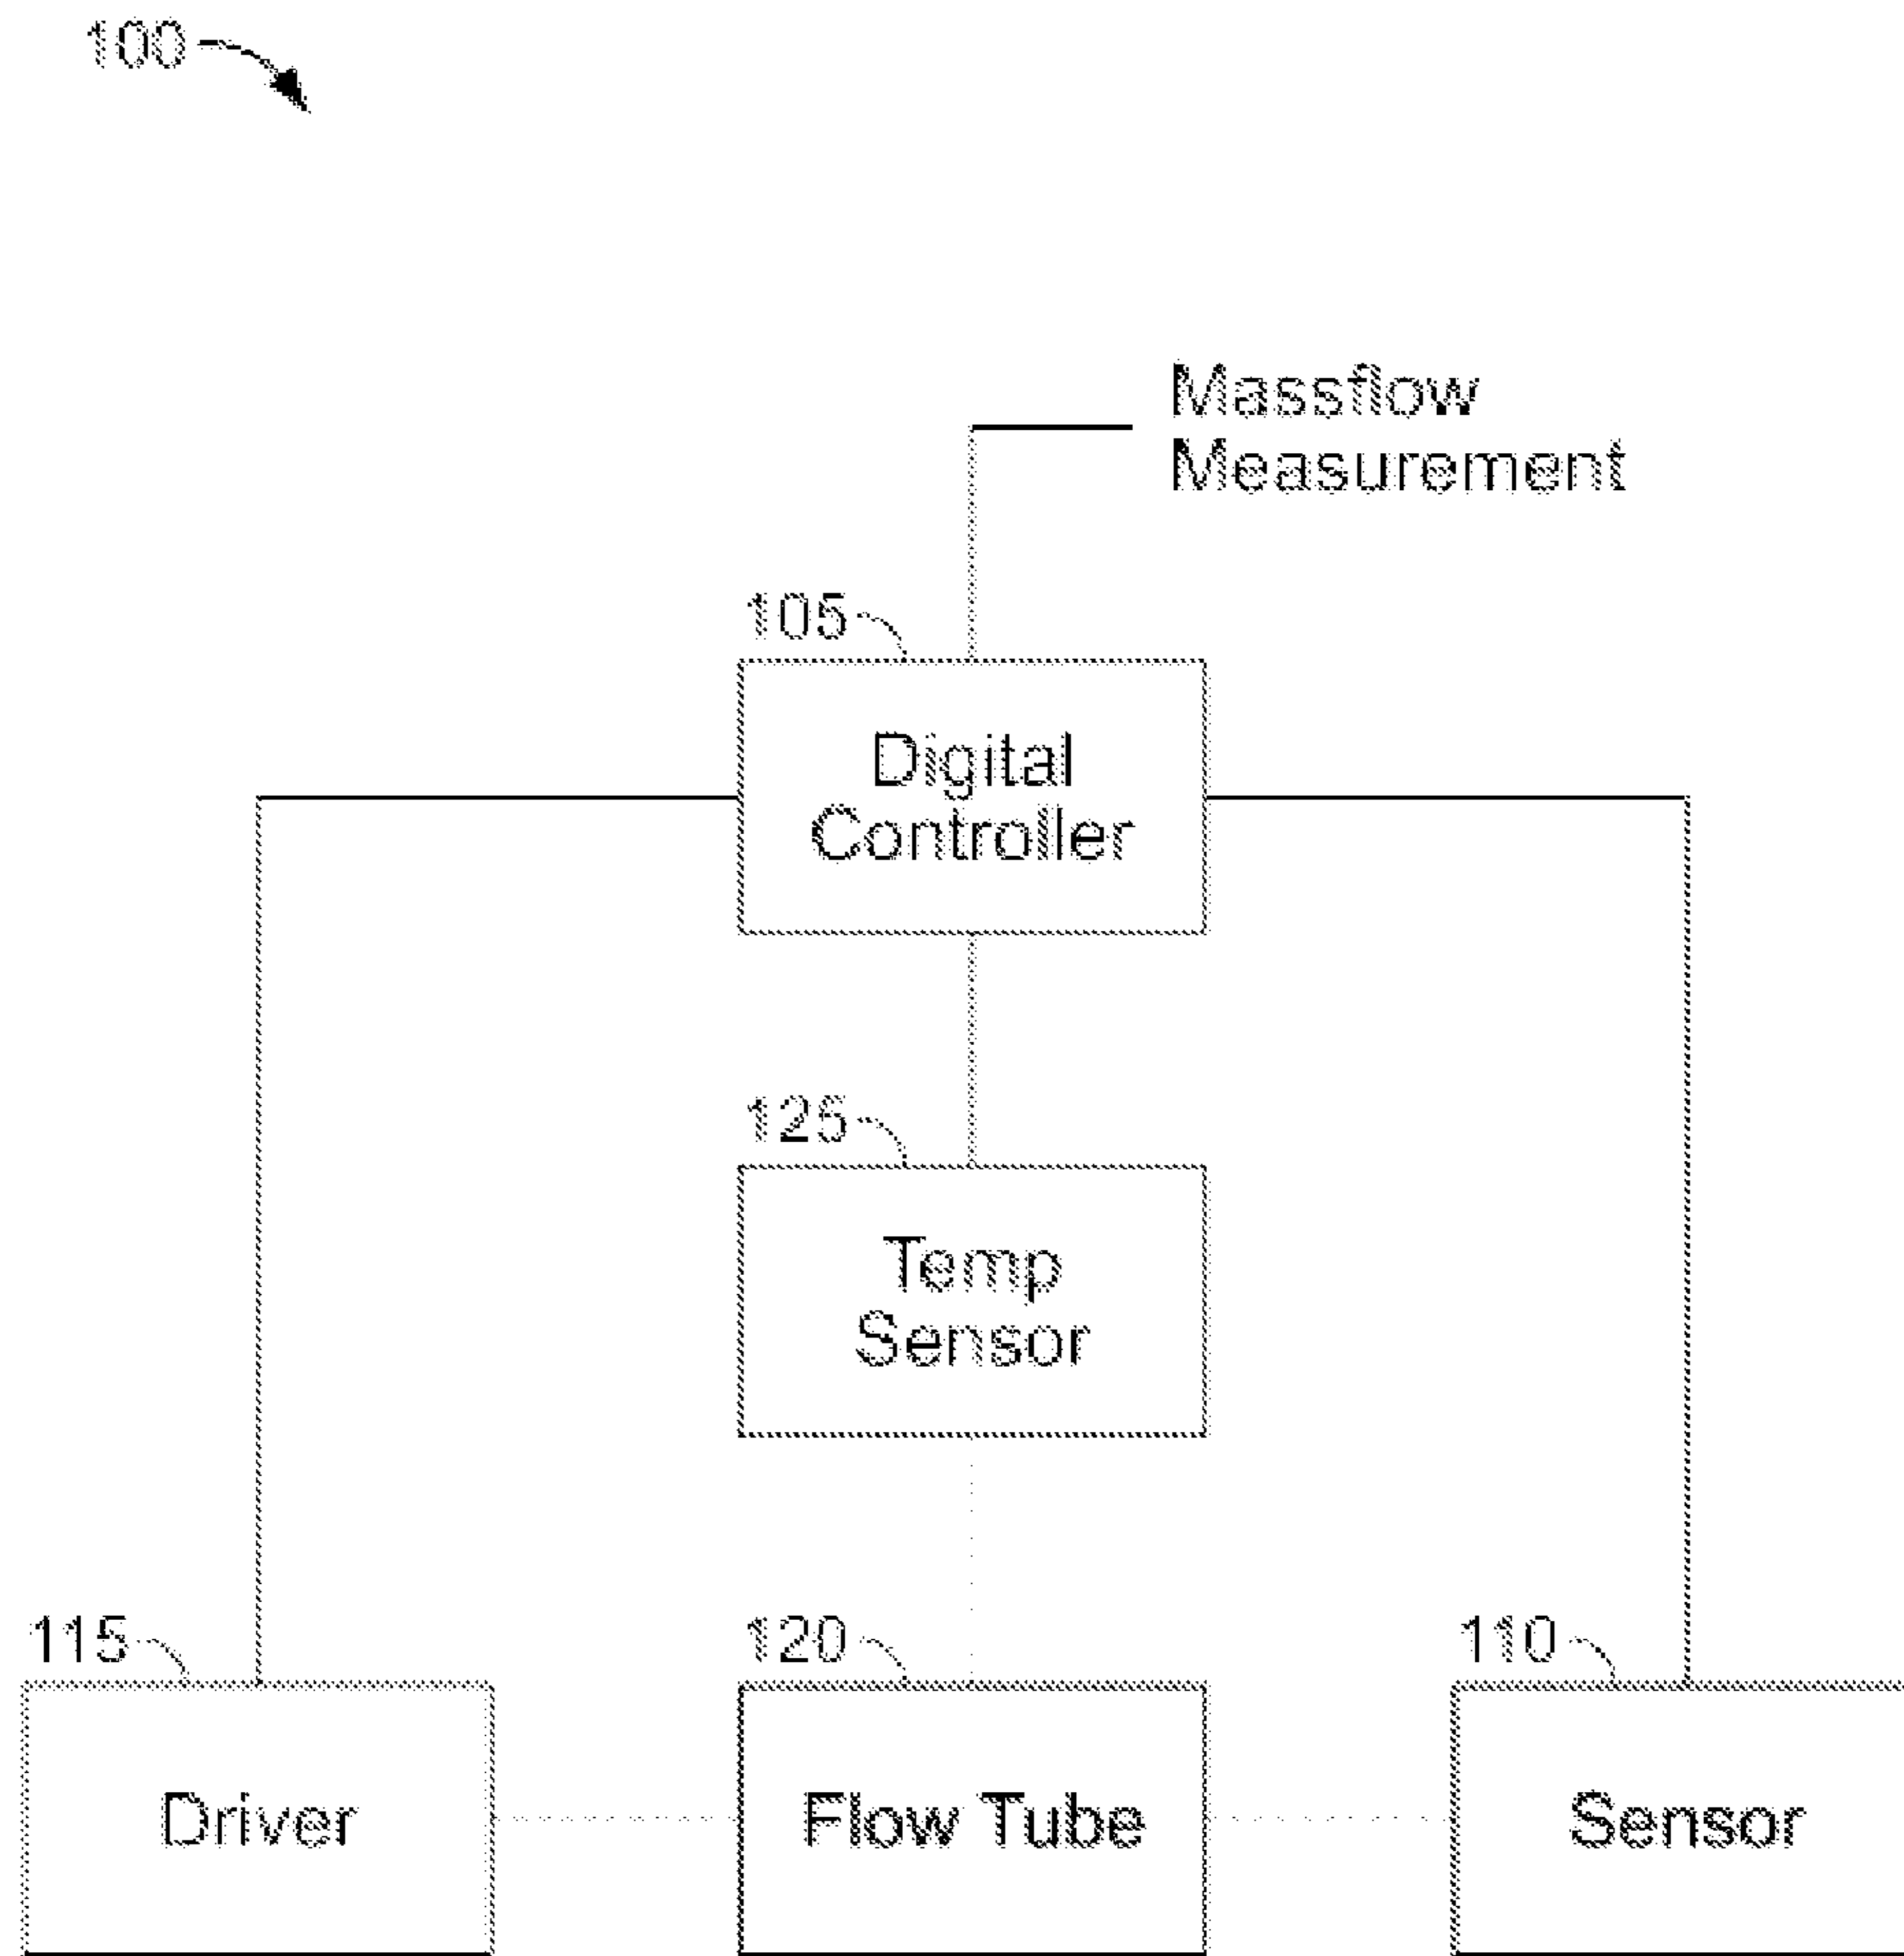 100
Massflow
Measurement
105
Digital
Controller
125
Temp
Sensor
115
120
110
Driver
Flow Tube
Sensor